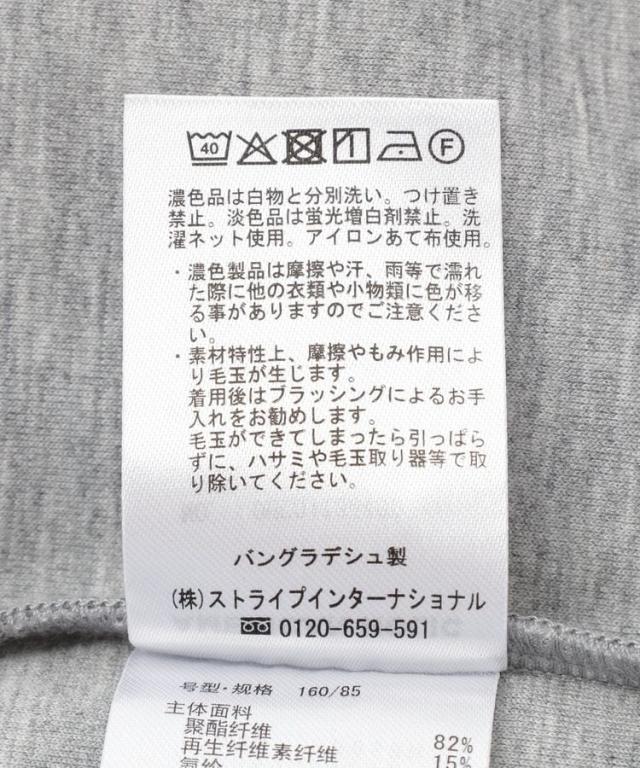 40 F
濃色品は白物と分別洗い。つけ置き
禁止。淡色品は蛍光増白剤禁止。洗
濯ネット使用。アイロンあて布使用。
・濃色製品は摩擦や汗、雨等で濡れ
た際に他の衣類や小物類に色が移
る事がありますのでご注意くださ
い。
・素材特性上、摩擦やもみ作用によ
り毛玉が生じます。
着用後はブラッシングによるお手
入れをお勧めします。
毛玉ができてしまったら引っぱら
ずに、ハサミや毛玉取り器等で取
り除いてください。
バングラデシュ製
(株)ストライプインターナショナル
0120-659-591
号型·规格 160/85
主体面料
聚酯纤维 82%
再生纤维素纤维 15%
氨纶